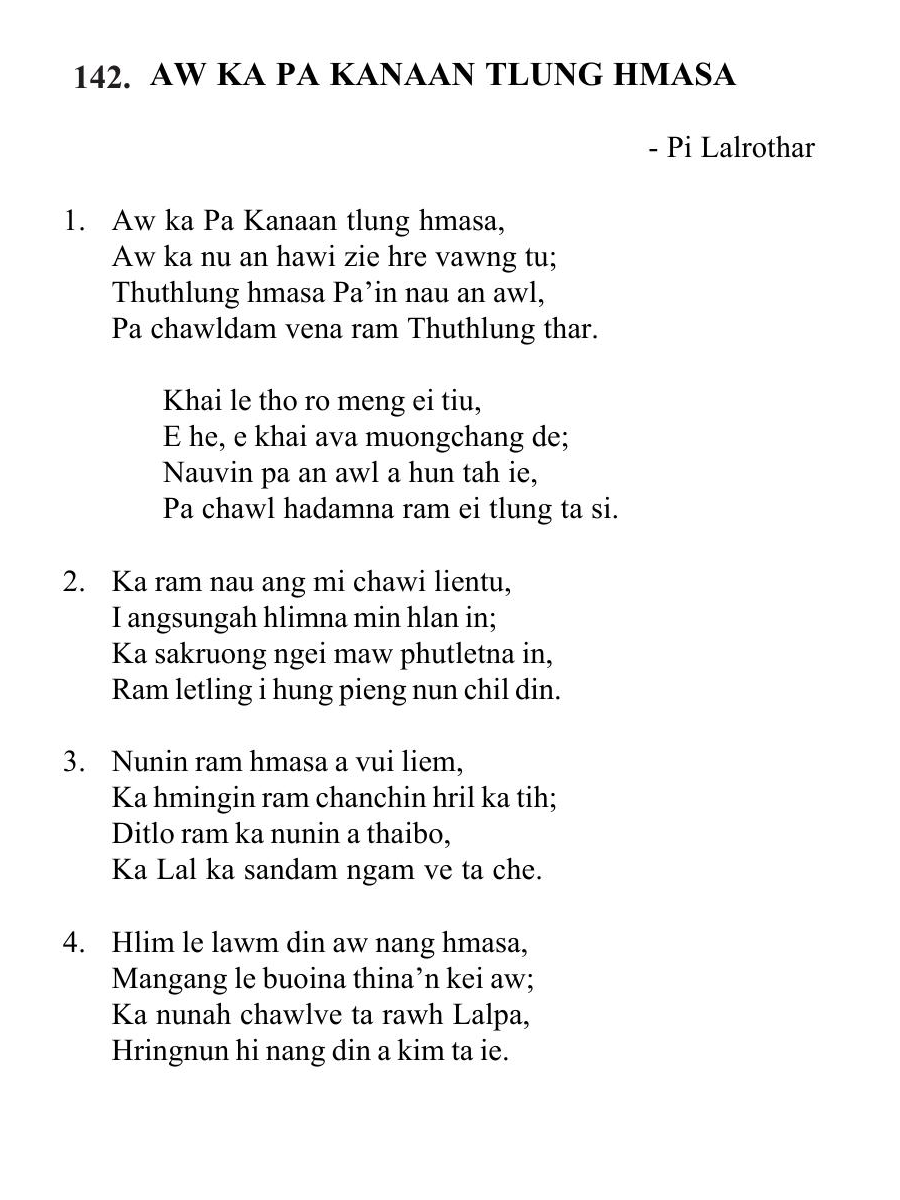 142. AW KA PA KANAAN TLUNG HMASA
- Pi Lalrothar
1. Aw ka Pa Kanaan tlung hmasa,
Aw ka nu an hawi zie hre vawng tu;
Thuthlung hmasa Pa’in nau an awl,
Pa chawldam vena ram Thuthlung thar.
Khai le tho ro meng ei tiu,
E he, e khai ava muongchang de;
Nauvin pa an awl a hun tah ie,
Pa chawl hadamna ram ei tlung ta si.
2. Ka ram nau ang mi chawi lientu,
I angsungah hlimna min hlan in;
Ka sakruong ngei maw phutletna in,
Ram letling i hung pieng nun chil din.
3. Nunin ram hmasa a vui liem,
Ka hmingin ram chanchin hril ka tih;
Ditlo ram ka nunin a thaibo,
Ka Lal ka sandam ngam ve ta che.
4. Hlim le lawm din aw nang hmasa,
Mangang le buoina thina’n kei aw;
Ka nunah chawlve ta rawh Lalpa,
Hringnun hi nang din a kim ta ie.